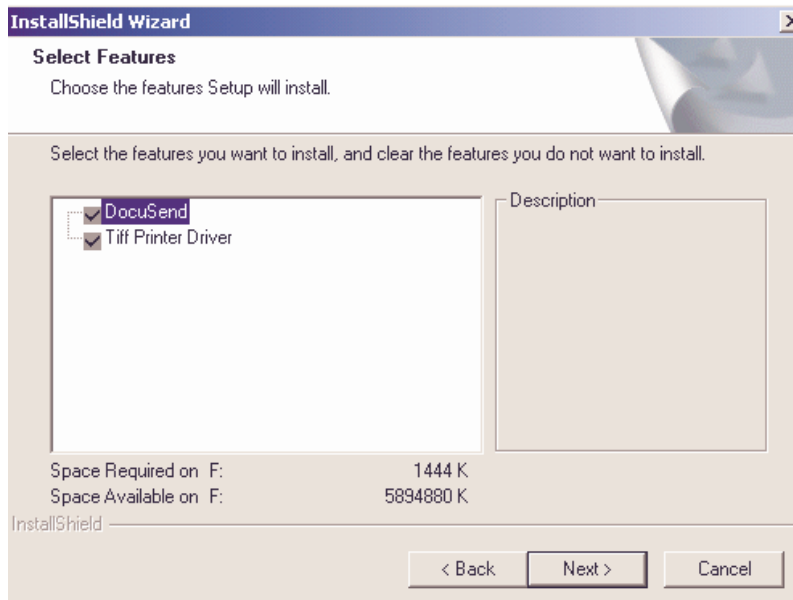 InstallShield Wizard
Select Features
Choose the features Setup will install.
Select the features you want to install, and clear the features you do not want to install.
DocuSend
Tiff Printer Driver
Description
Space Required on F: 1444 K
Space Available on F: 5894880 K
InstallShield
< Back Next > Cancel